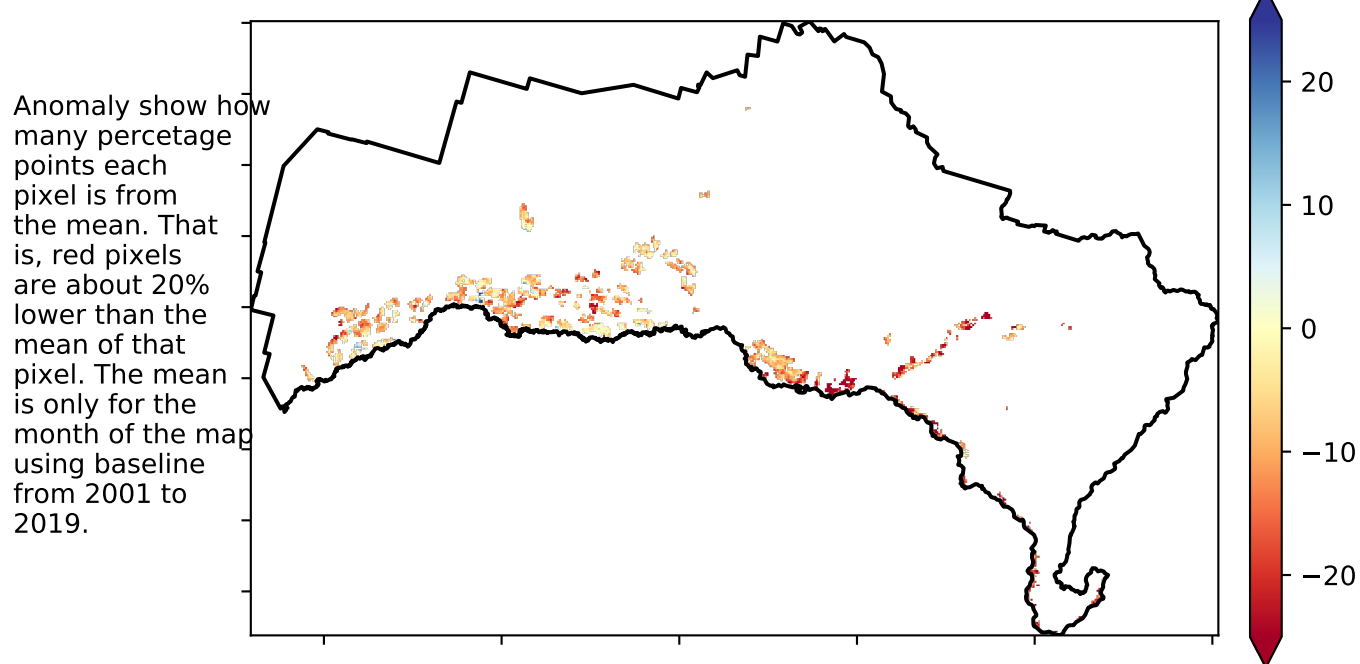 Anomaly show how
many percetage
points each
pixel is from
the mean. That
is, red pixels
are about 20%
lower than the
mean of that
pixel. The mean
is only for the
month of the map
using baseline
from 2001 to
2019.
20
10
0
−10
−20